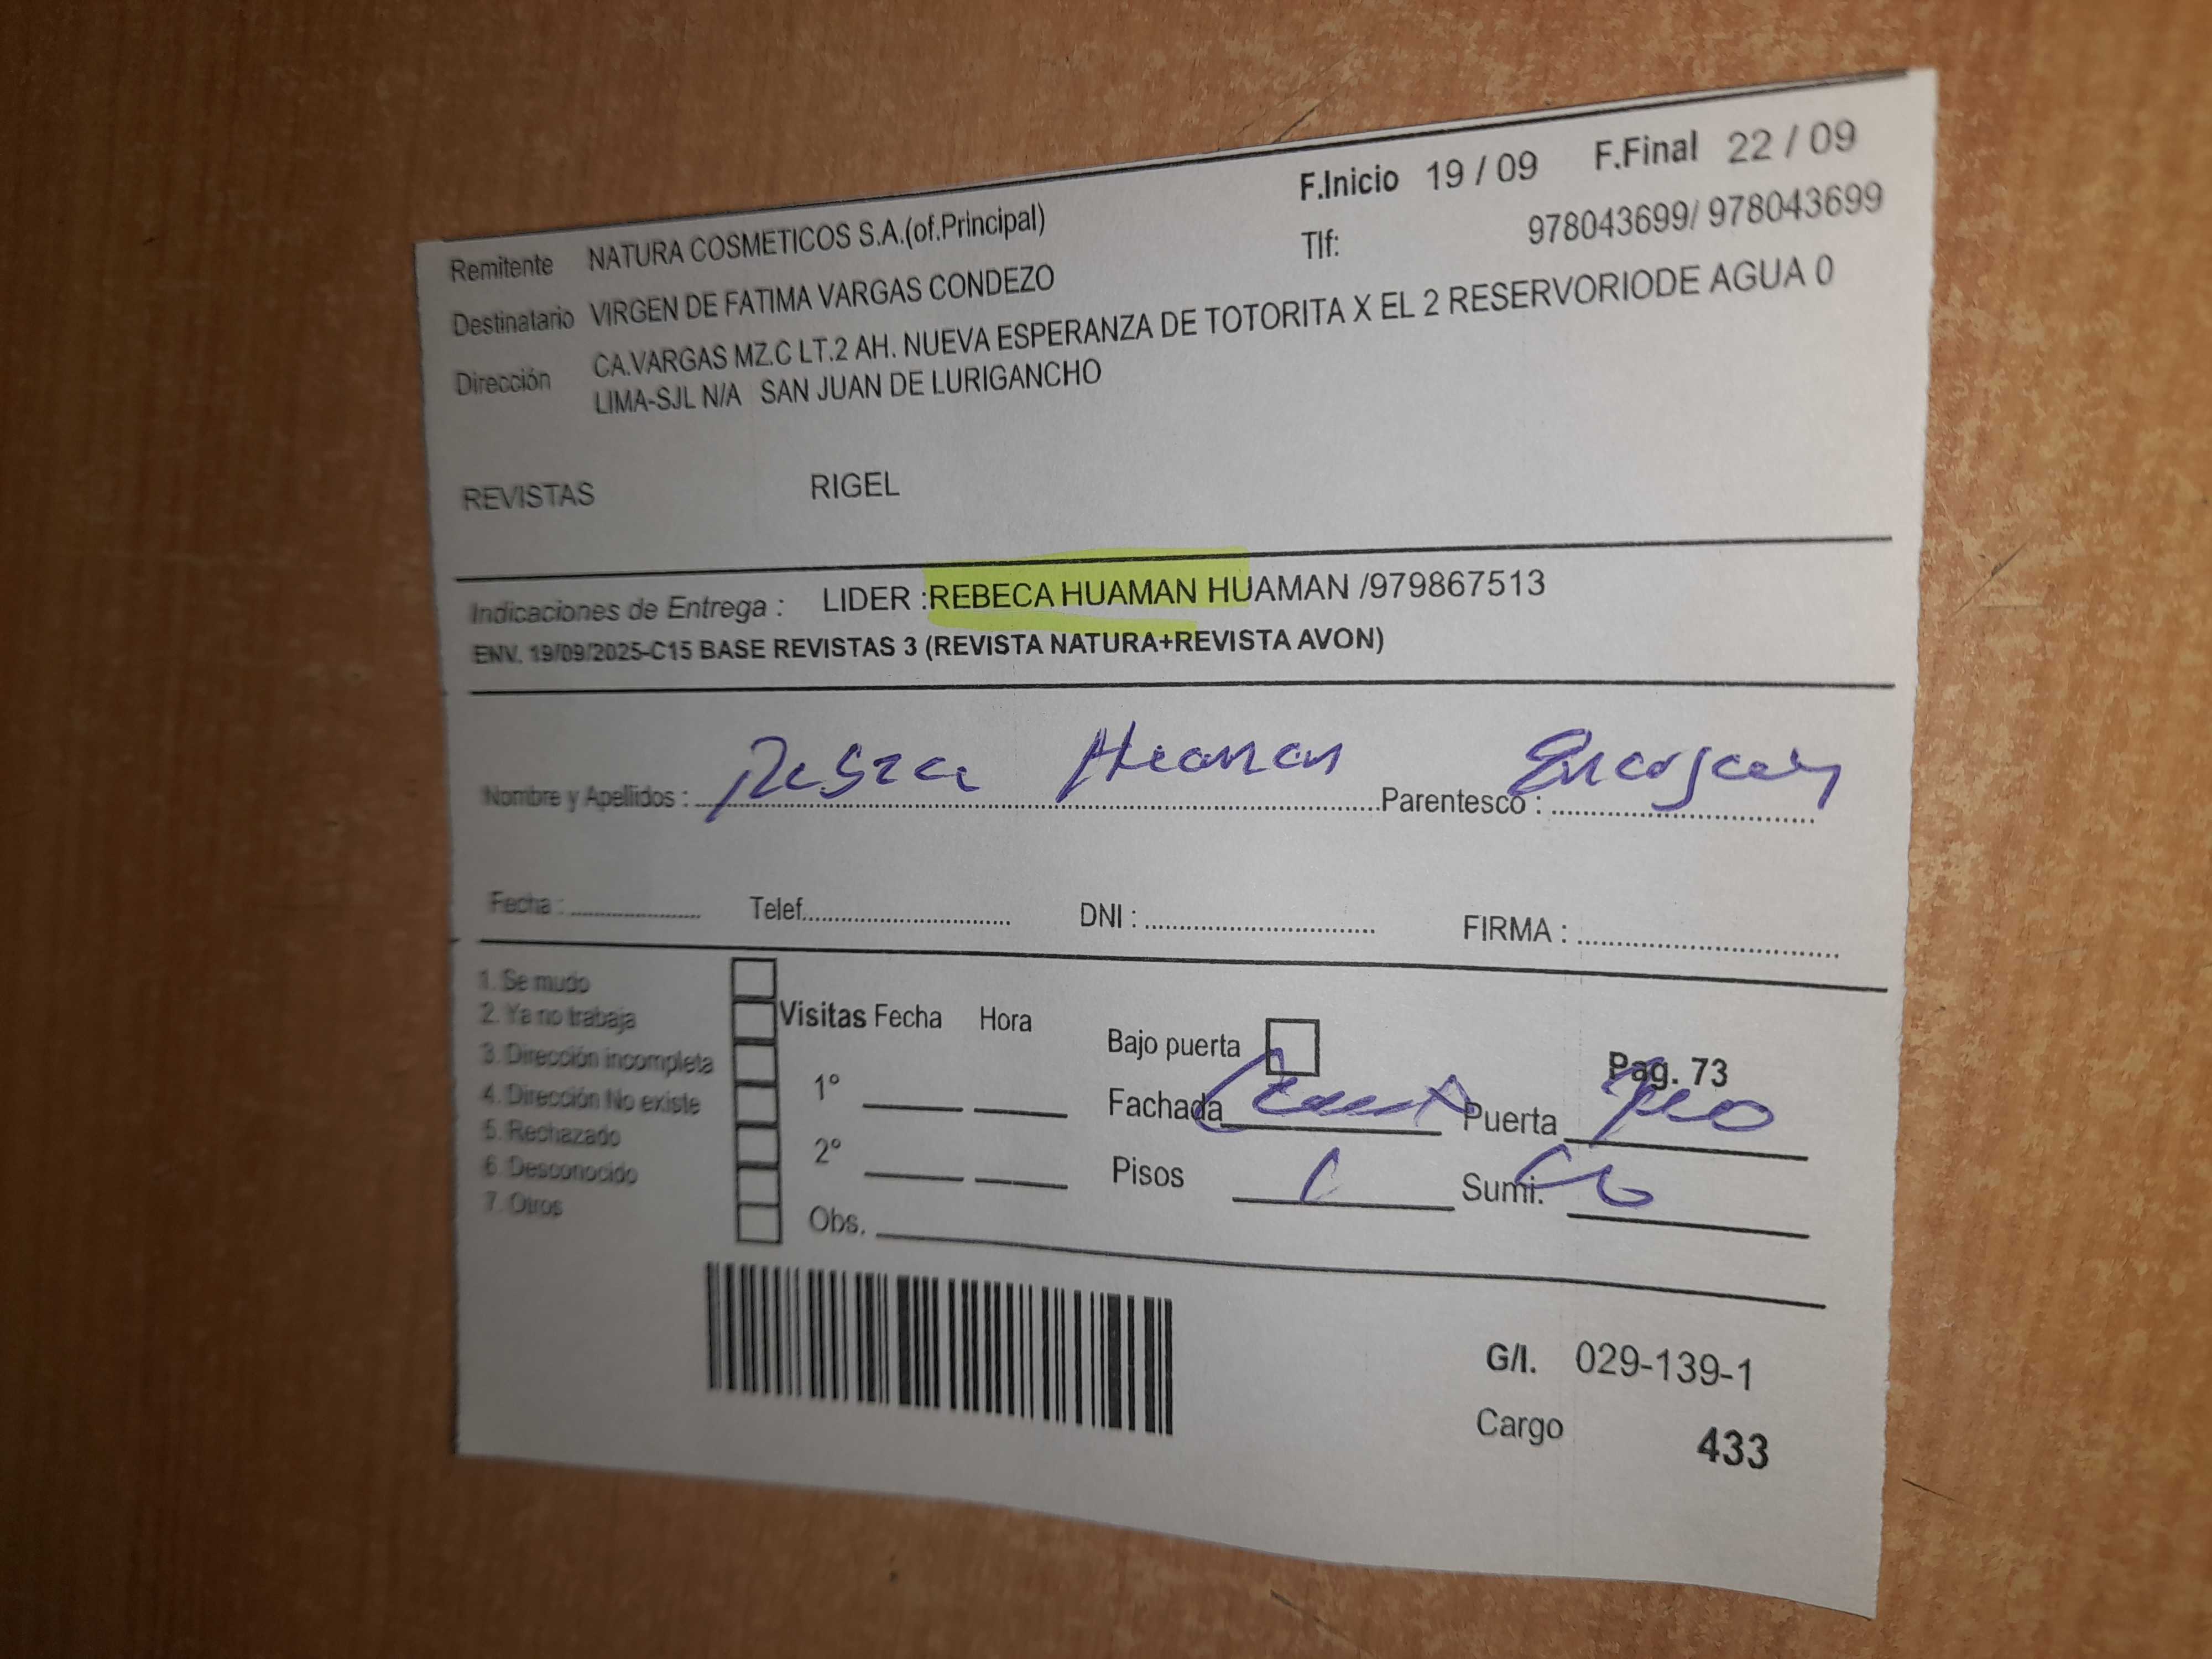 F.Inicio 19 / 09 F.Final 22 / 09
Remitente NATURA COSMETICOS S.A.(of.Principal) Tlf: 978043699/ 978043699
Destinatario VIRGEN DE FATIMA VARGAS CONDEZO
Dirección CA.VARGAS MZ.C LT.2 AH. NUEVA ESPERANZA DE TOTORITA X EL 2 RESERVORIODE AGUA 0
LIMA-SJL N/A SAN JUAN DE LURIGANCHO
REVISTAS RIGEL
Indicaciones de Entrega : LIDER :REBECA HUAMAN HUAMAN /979867513
ENV. 19/09/2025-C15 BASE REVISTAS 3 (REVISTA NATURA+REVISTA AVON)
Nombre y Apellidos : Huaman Parentesco :
Fecha : Telef. DNI : FIRMA :
1. Se mudo
2. Ya no trabaja Visitas Fecha Hora
3. Dirección incompleta Bajo puerta Pag. 73
4. Dirección No existe 1° Fachada Puerta
5. Rechazado
6. Desconocido 2° Pisos 1 Sumi.
7. Otros Obs.
G/I. 029-139-1
Cargo 433